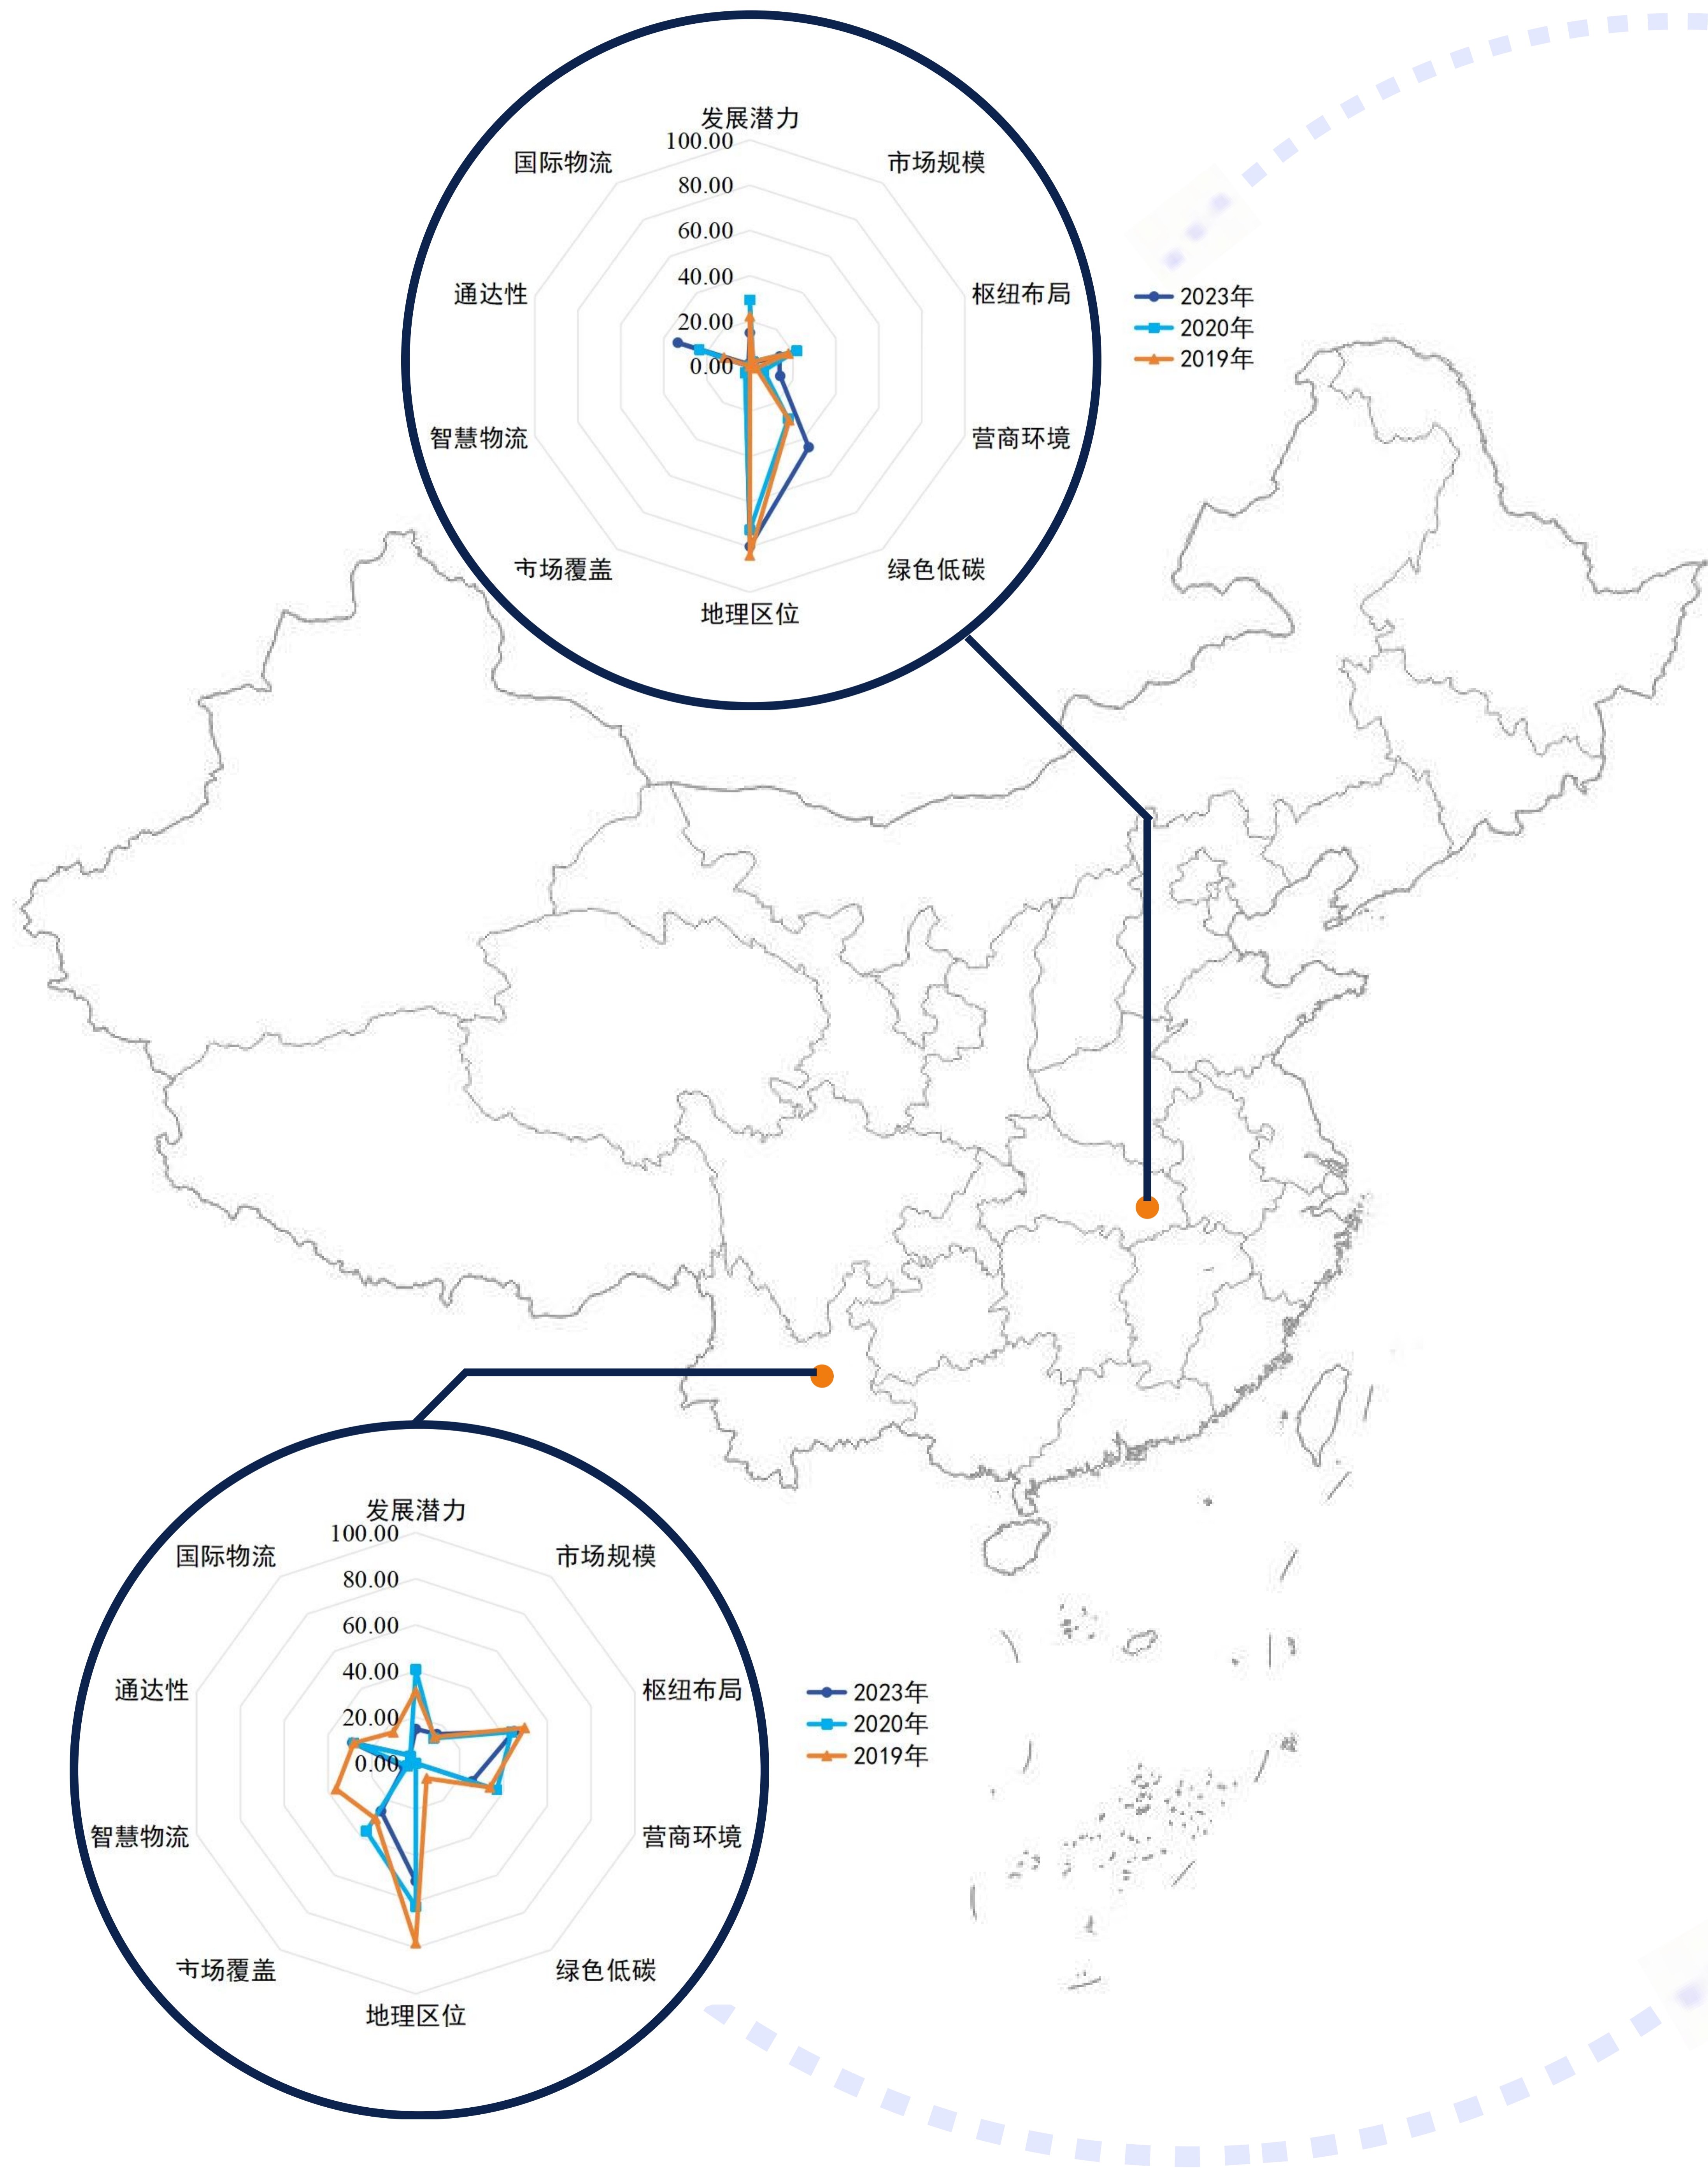 发展潜力
100.00
国际物流
市场规模
80.00
60.00
40.00
通达性
枢纽布局
20.00
0.00
2023年
2020年
2019年
智慧物流
营商环境
市场覆盖
绿色低碳
地理区位
发展潜力
100.00
国际物流
市场规模
80.00
60.00
40.00
通达性
枢纽布局
20.00
0.00
2023年
2020年
2019年
智慧物流
营商环境
市场覆盖
绿色低碳
地理区位